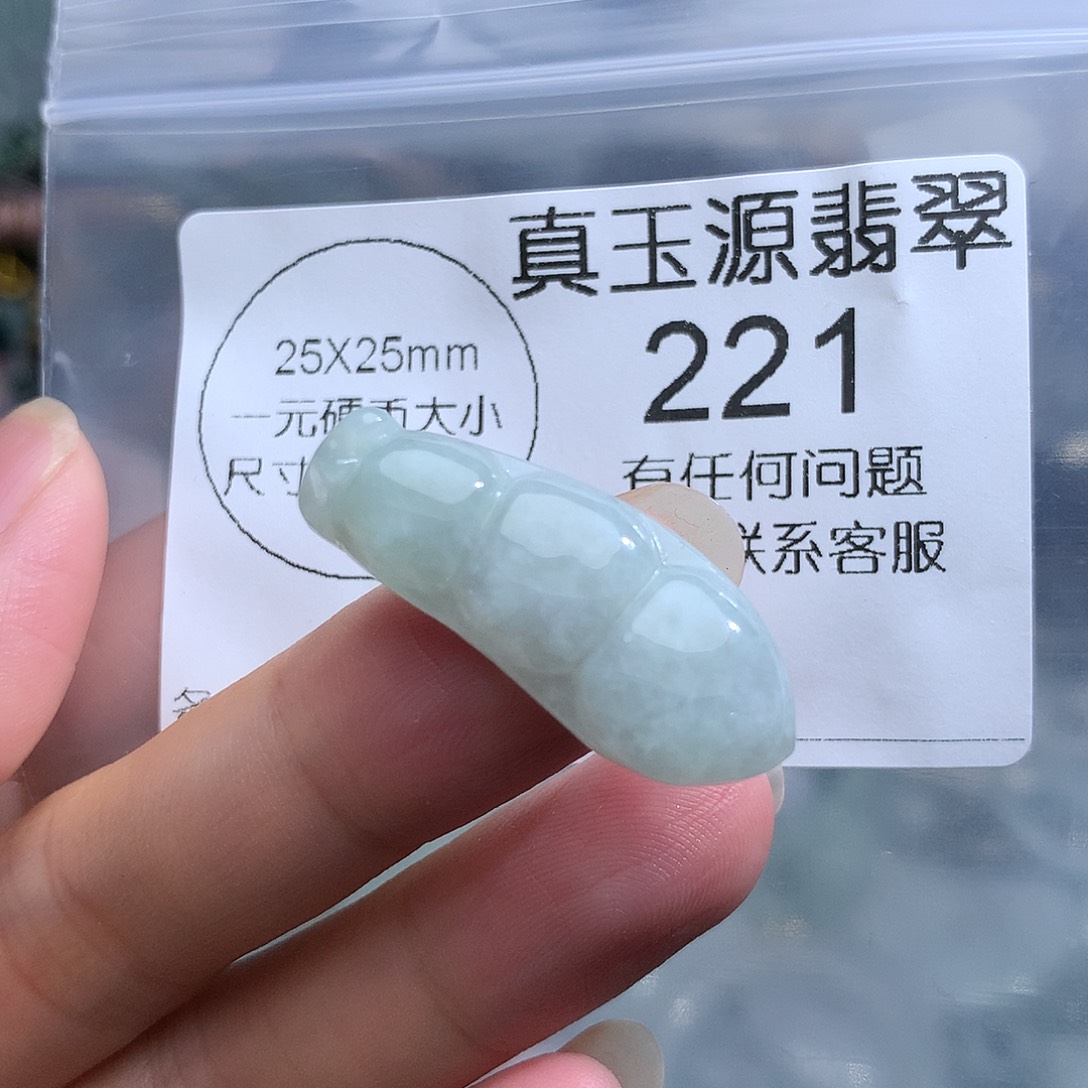 真玉源翡翠
221
25X25mm
一元硬币大小
尺寸
有任何问题
联系客服